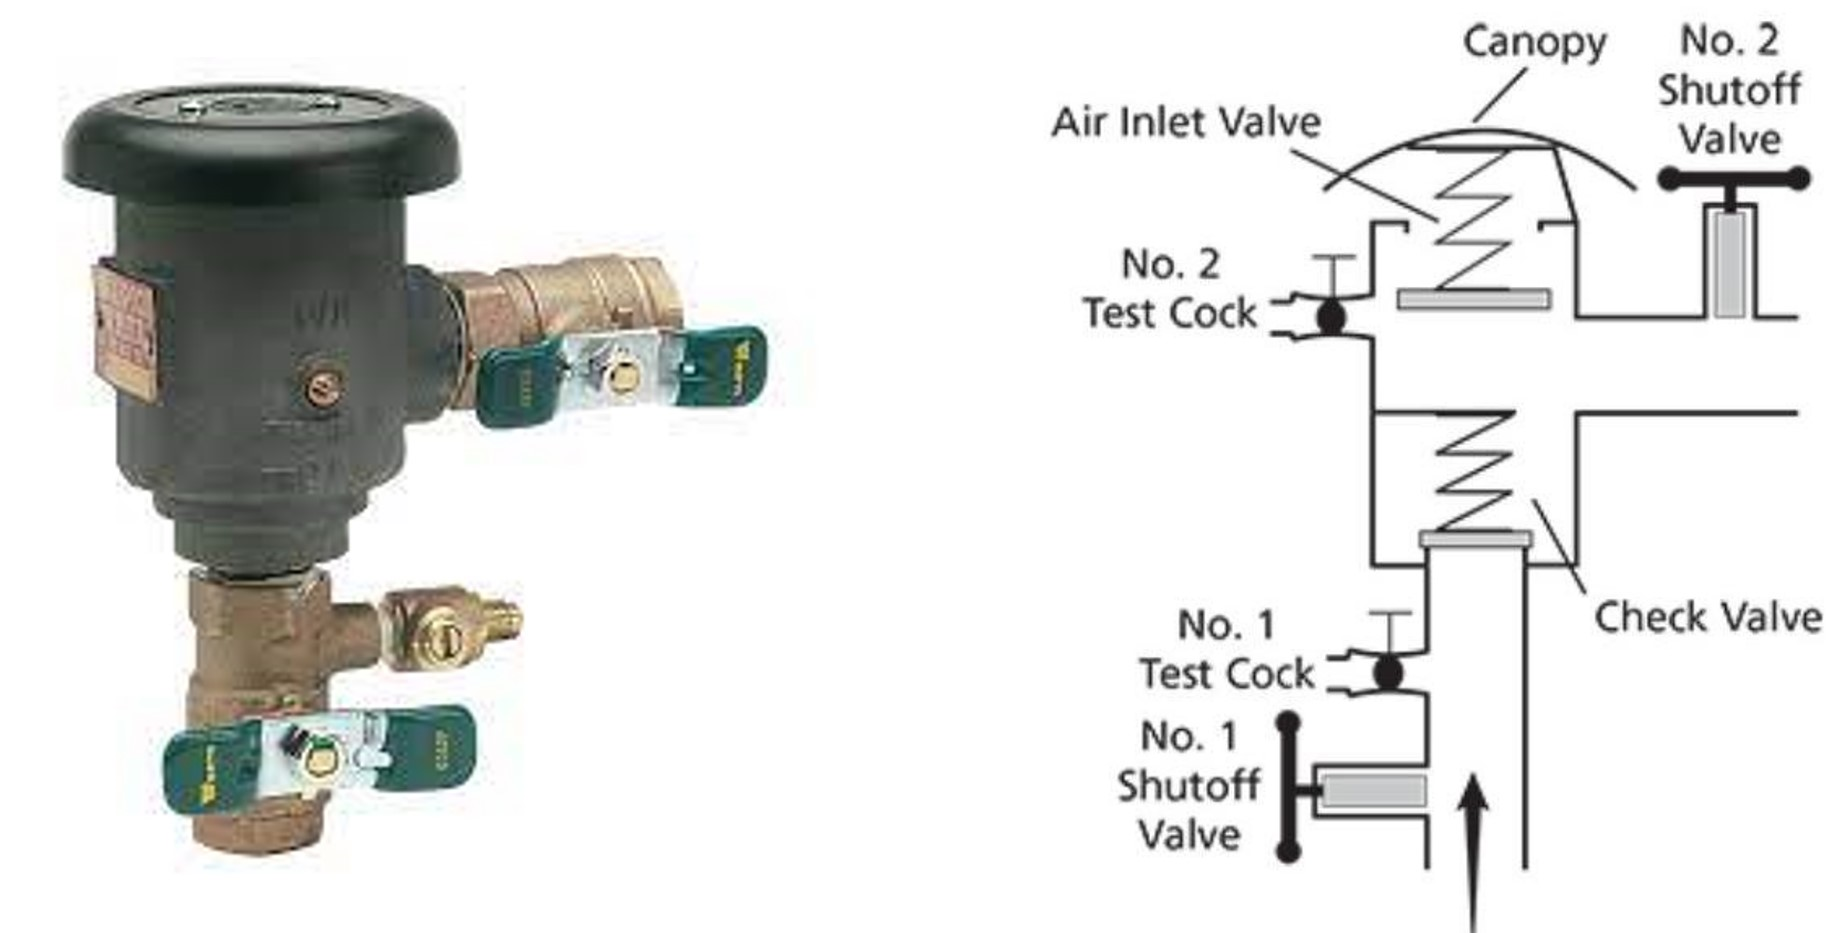 Canopy
No. 2
Shutoff
Valve
Air Inlet Valve
No. 2
Test Cock
Check Valve
No. 1
Test Cock
No. 1
Shutoff
Valve